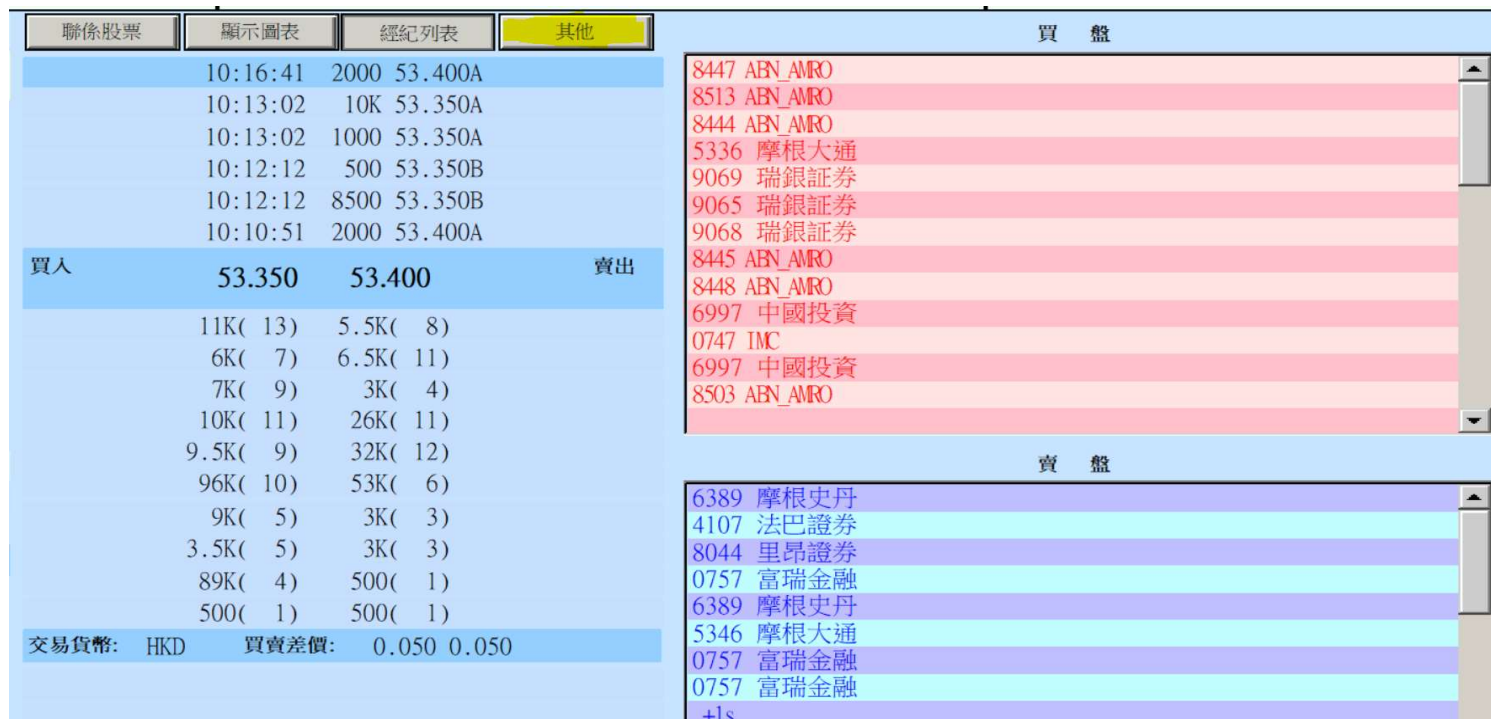 聯係股票 顯示圖表 經紀列表 其他
10:16:41 2000 53.400A
10:13:02 10K 53.350A
10:13:02 1000 53.350A
10:12:12 500 53.350B
10:12:12 8500 53.350B
10:10:51 2000 53.400A
買入 53.350 53.400 賣出
11K( 13) 5.5K( 8)
6K( 7) 6.5K( 11)
7K( 9) 3K( 4)
10K( 11) 26K( 11)
9.5K( 9) 32K( 12)
96K( 10) 53K( 6)
9K( 5) 3K( 3)
3.5K( 5) 3K( 3)
89K( 4) 500( 1)
500( 1) 500( 1)
交易貨幣: HKD 買賣差價: 0.050 0.050
買 盤
8447 ABN_AMRO
8513 ABN_AMRO
8444 ABN_AMRO
5336 摩根大通
9069 瑞銀証券
9065 瑞銀証券
9068 瑞銀証券
8445 ABN_AMRO
8448 ABN_AMRO
6997 中國投資
0747 IMC
6997 中國投資
8503 ABN_AMRO
賣 盤
6389 摩根史丹
4107 法巴證券
8044 里昂證券
0757 富瑞金融
6389 摩根史丹
5346 摩根大通
0757 富瑞金融
0757 富瑞金融
+1s